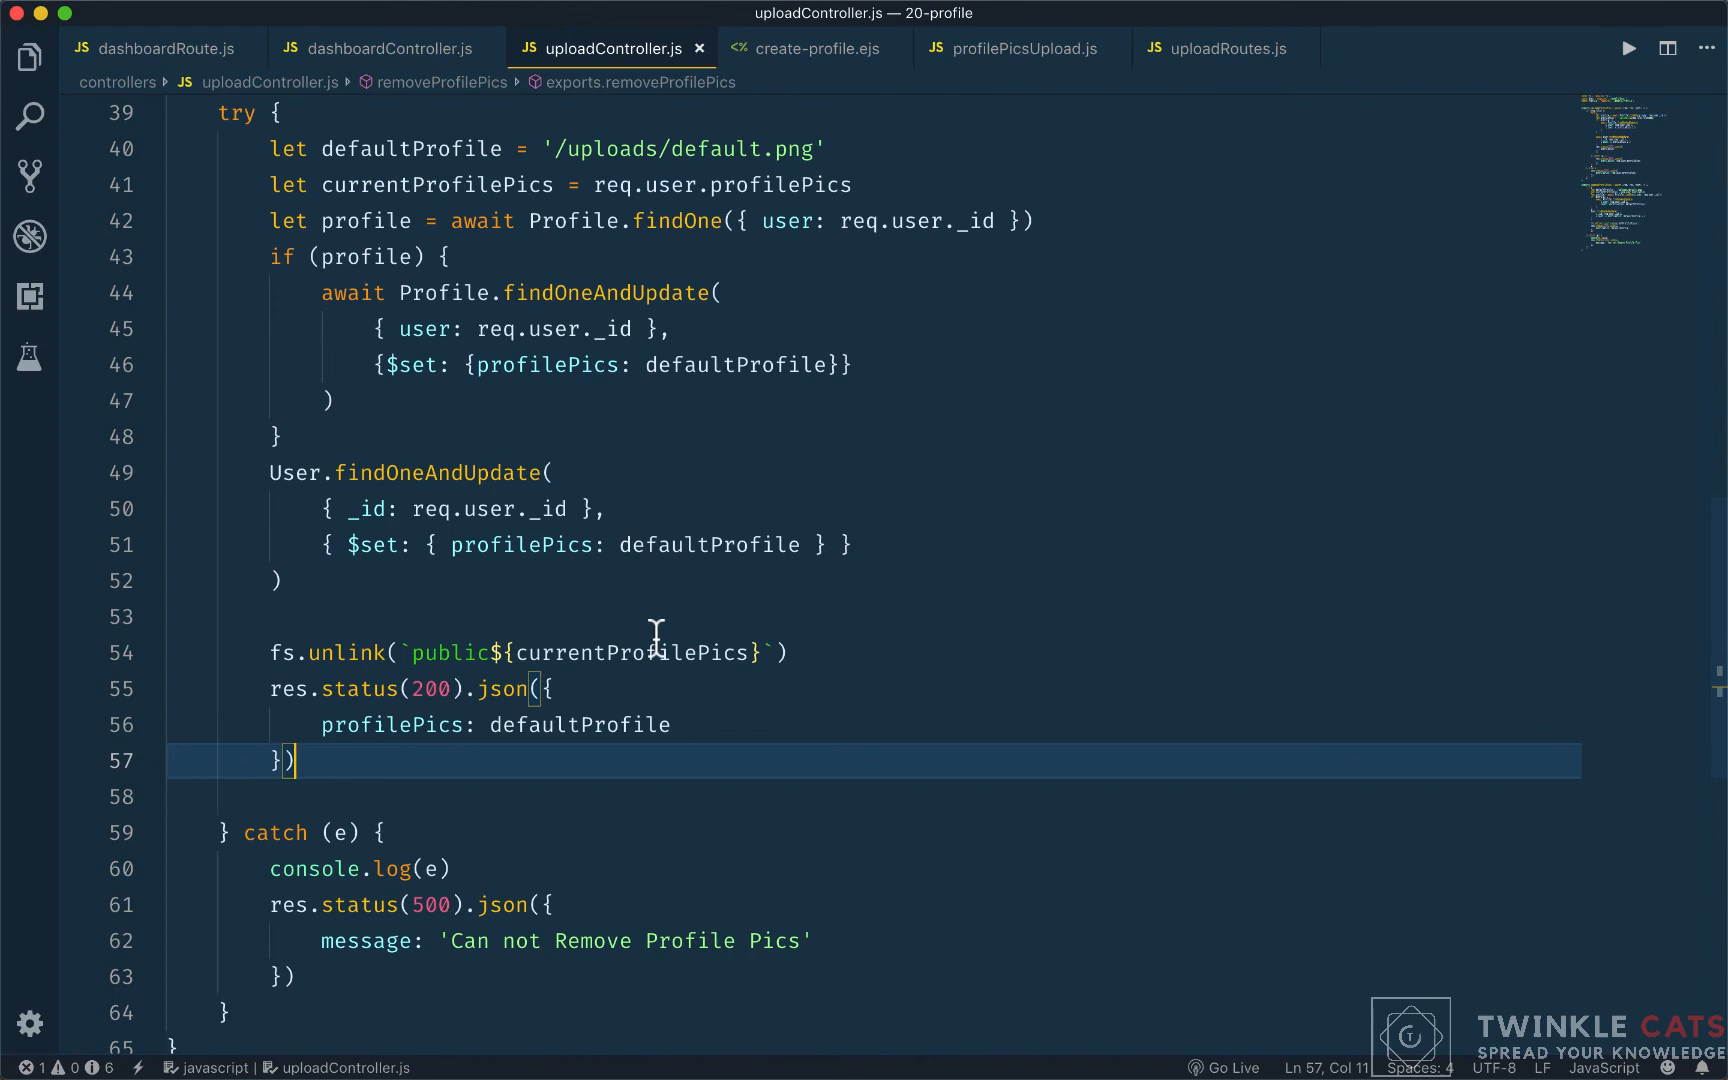 uploadController.js — 20-profile
JS dashboardRoute.js JS dashboardController.js JS uploadController.js × <% create-profile.ejs JS profilePicsUpload.js JS uploadRoutes.js
controllers JS uploadController.js removeProfilePics exports.removeProfilePics
39 try {
40 let defaultProfile = '/uploads/default.png'
41 let currentProfilePics = req.user.profilePics
42 let profile = await Profile.findOne({ user: req.user._id })
43 if (profile) {
44 await Profile.findOneAndUpdate(
45 { user: req.user._id },
46 {$set: {profilePics: defaultProfile}}
47 )
48 }
49 User.findOneAndUpdate(
50 { _id: req.user._id },
51 { $set: { profilePics: defaultProfile } }
52 )
53
54 fs.unlink(`public${currentProfilePics}`)
55 res.status(200).json({
56 profilePics: defaultProfile
57 })
58
59 } catch (e) {
60 console.log(e)
61 res.status(500).json({
62 message: 'Can not Remove Profile Pics'
63 })
64 }
65 }
TWINKLE CATS
SPREAD YOUR KNOWLEDGE
1 0 6 javascript | uploadController.js Go Live Ln 57, Col 11 Spaces: 4 UTF-8 LF JavaScript